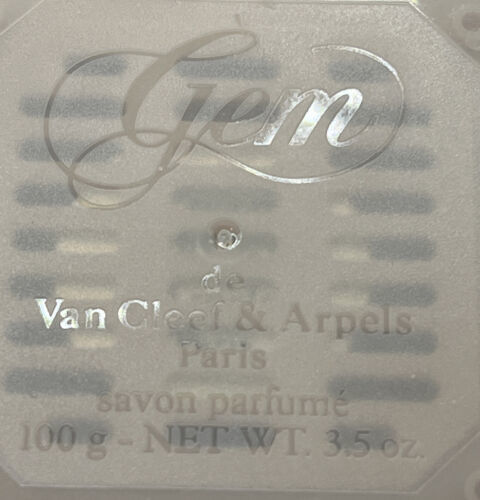 Gem
de
Van Cleef & Arpels
Paris
savon parfumé
100 g - NET WT. 3.5 oz.